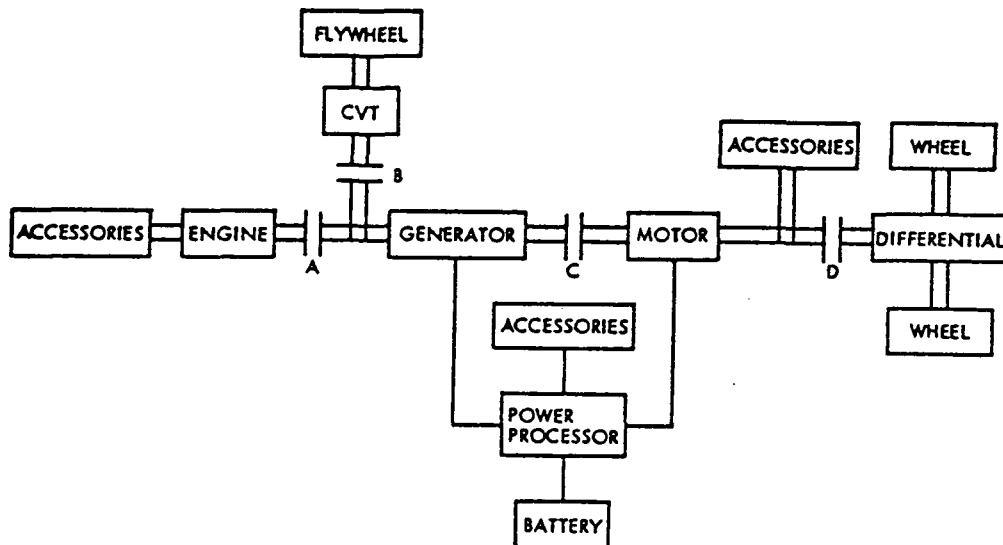 FLYWHEEL
CVT
B
ACCESSORIES
WHEEL
ACCESSORIES
ENGINE
A
GENERATOR
C
MOTOR
D
DIFFERENTIAL
ACCESSORIES
WHEEL
POWER
PROCESSOR
BATTERY